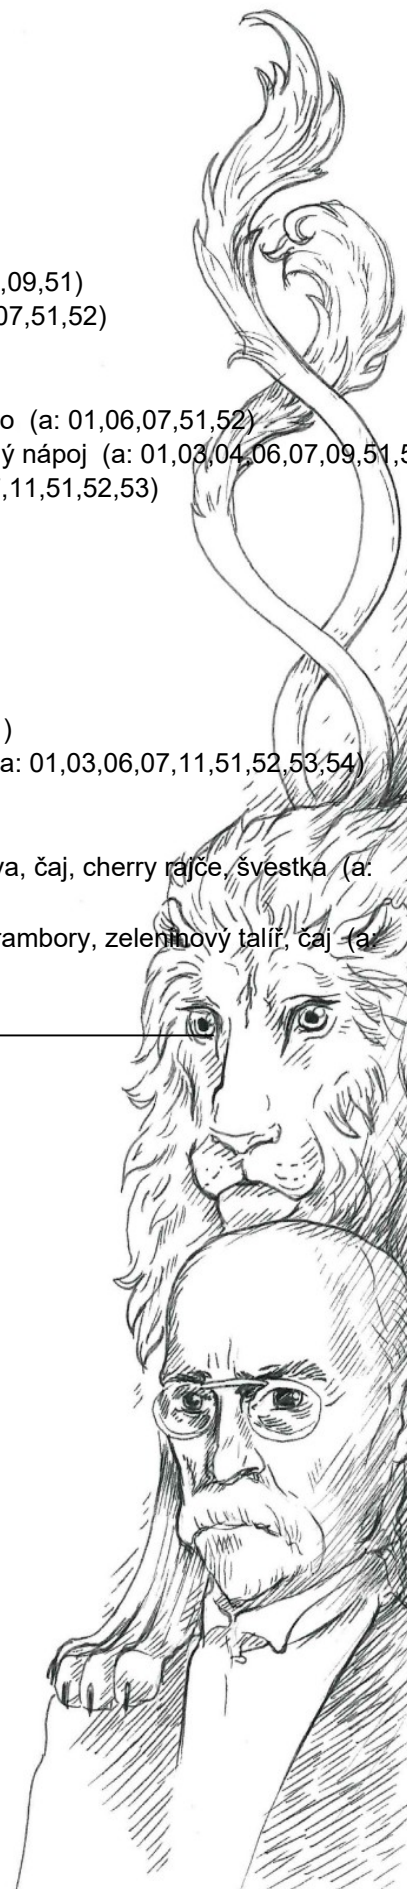 ,09,51)
07,51,52)
o (a: 01,06,07,51,52)
ý nápoj (a: 01,03,04,06,07,09,51,5
,11,51,52,53)
)
a: 01,03,06,07,11,51,52,53,54)
va, čaj, cherry rajče, švestka (a:
rambory, zeleninový talíř, čaj (a: